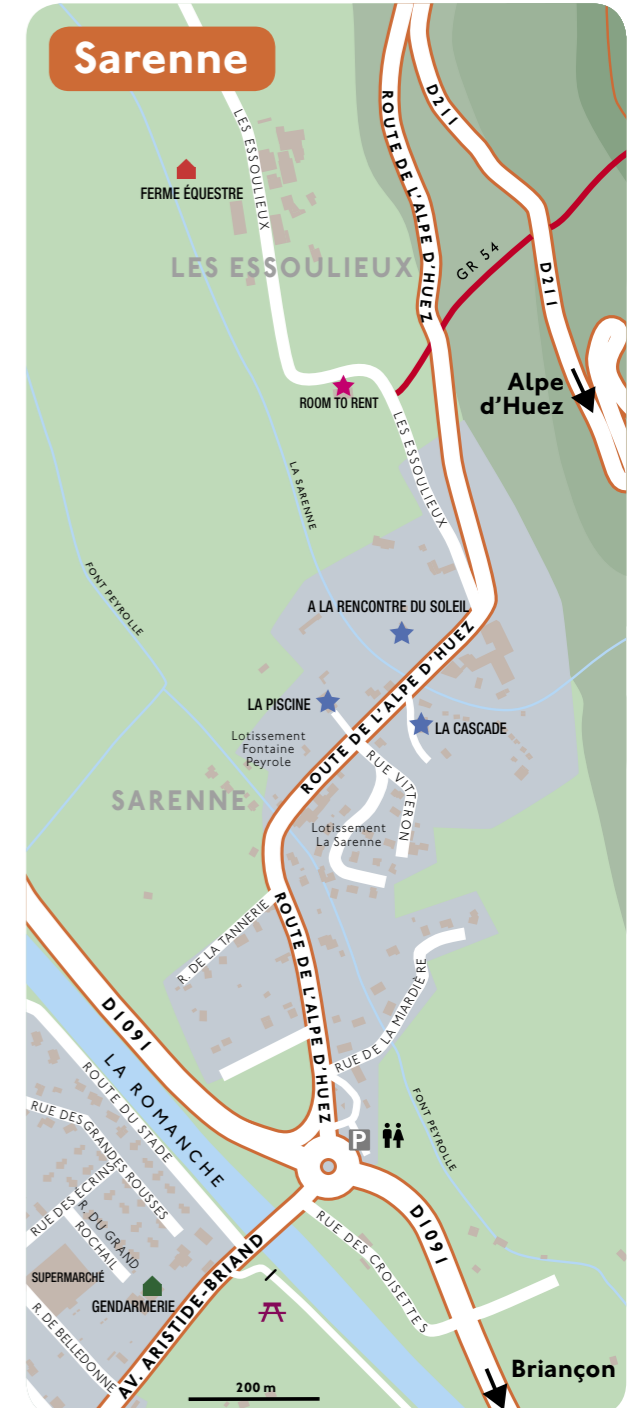 Sarenne
D211
ROUTE DE L'ALPE D'HUEZ
LES ESSOULIEUX
FERME ÉQUESTRE
GR 54
LES ESSOULIEUX
D211
Alpe
d'Huez
ROOM TO RENT
LES ESSOULIEUX
LA SARENNE
FONT PEYROLLE
A LA RENCONTRE DU SOLEIL
ROUTE DE L'ALPE D'HUEZ
LA PISCINE
LA CASCADE
Lotissement
Fontaine
Peyrole
RUE VITTERON
SARENNE
Lotissement
La Sarenne
R. DE LA TANNERIE
ROUTE DE L'ALPE D'HUEZ
RUE DE LA MIARDIÈRE
D1091
LA ROMANCHE
ROUTE DU STADE
FONT PEYROLLE
P
RUE DES GRANDES ROUSSES
RUE DES ÉCRINS
R. DU GRAND
ROCHAIL
RUE DES CROISETTES
D1091
SUPERMARCHÉ
GENDARMERIE
AV. ARISTIDE-BRIAND
R. DE BELLEDONNE
200 m
Briançon